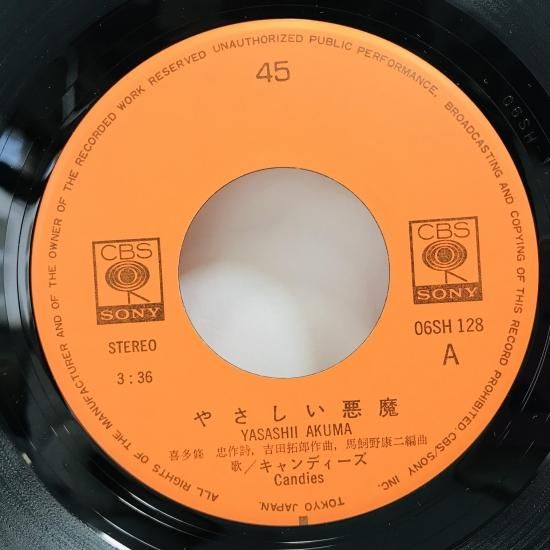 ALL RIGHTS OF THE MANUFACTURER AND OF THE OWNER OF THE RECORDED WORK RESERVED UNAUTHORIZED PUBLIC PERFORMANCE, BROADCASTING AND COPYING OF THIS RECORD PROHIBITED. CBS/SONY INC. TOKYO JAPAN.
45
CBS
SONY
CBS
SONY
STEREO
06SH 128
3:36
A
やさしい悪魔
YASASHII AKUMA
喜多條 忠作詩, 吉田拓郎作曲, 馬飼野康二編曲
歌/キャンディーズ
Candies
06SH